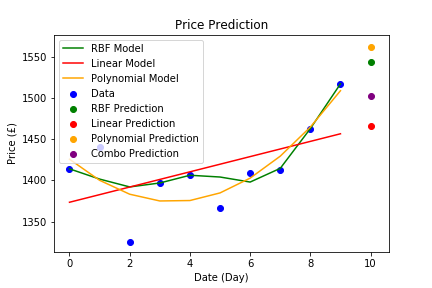 Price Prediction
RBF Model
Linear Model
Polynomial Model
Data
RBF Prediction
Linear Prediction
Polynomial Prediction
Combo Prediction
1550
1500
1450
1400
1350
Price (£)
0 2 4 6 8 10
Date (Day)